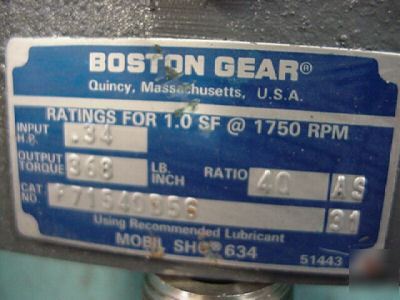 BOSTON GEAR®
Quincy, Massachusetts, U.S.A.
RATINGS FOR 1.0 SF @ 1750 RPM
INPUT H.P. .34
OUTPUT TORQUE 368 LB. INCH RATIO 40 AS
CAT NO. 31
Using Recommended Lubricant
MOBIL SHC® 634
51443